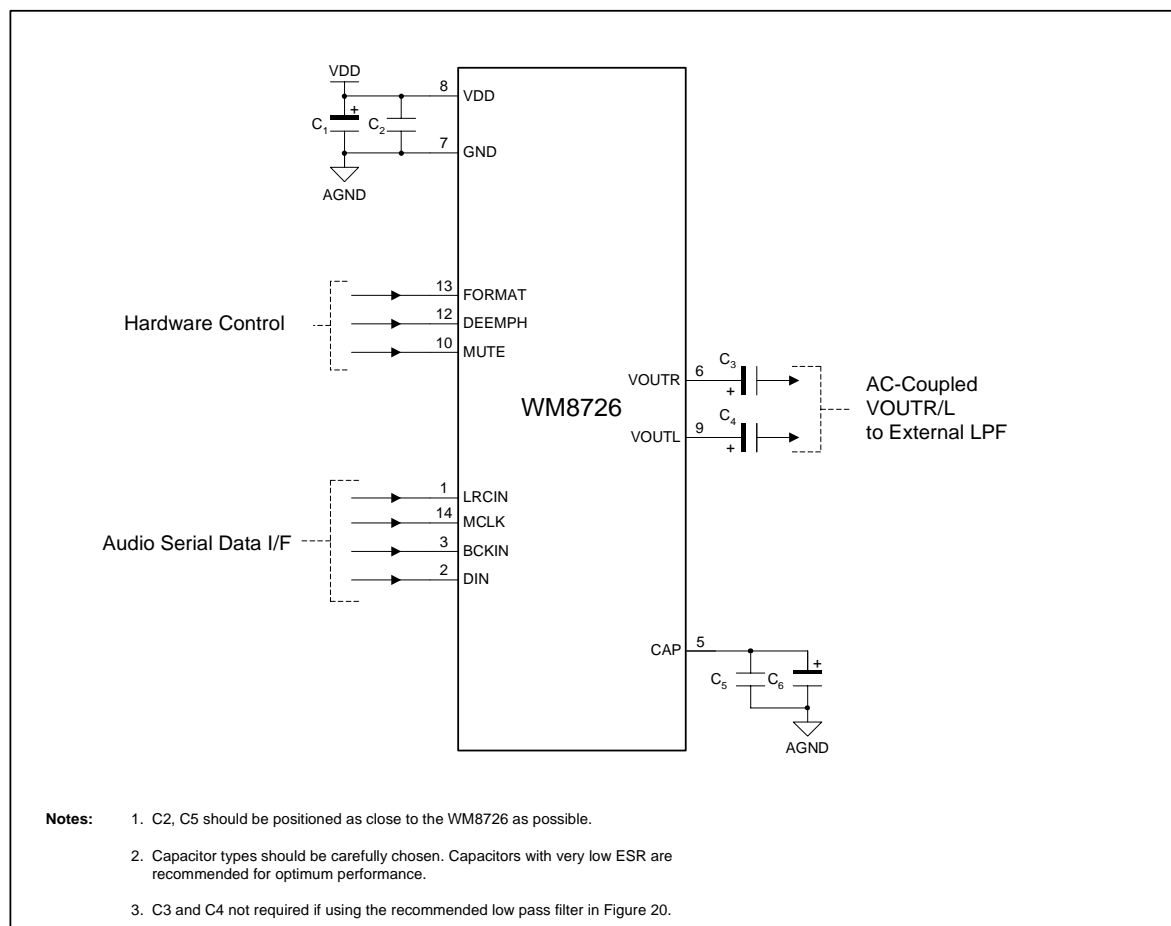 VDD
8
VDD
C1
+
C2
7
GND
AGND
Hardware Control
13
FORMAT
12
DEEMPH
10
MUTE
WM8726
VOUTR
6
C3
+
VOUTL
9
C4
+
AC-Coupled
VOUTR/L
to External LPF
Audio Serial Data I/F
1
LRCIN
14
MCLK
3
BCKIN
2
DIN
CAP
5
C5
C6
+
AGND
Notes: 1. C2, C5 should be positioned as close to the WM8726 as possible.
2. Capacitor types should be carefully chosen. Capacitors with very low ESR are
recommended for optimum performance.
3. C3 and C4 not required if using the recommended low pass filter in Figure 20.